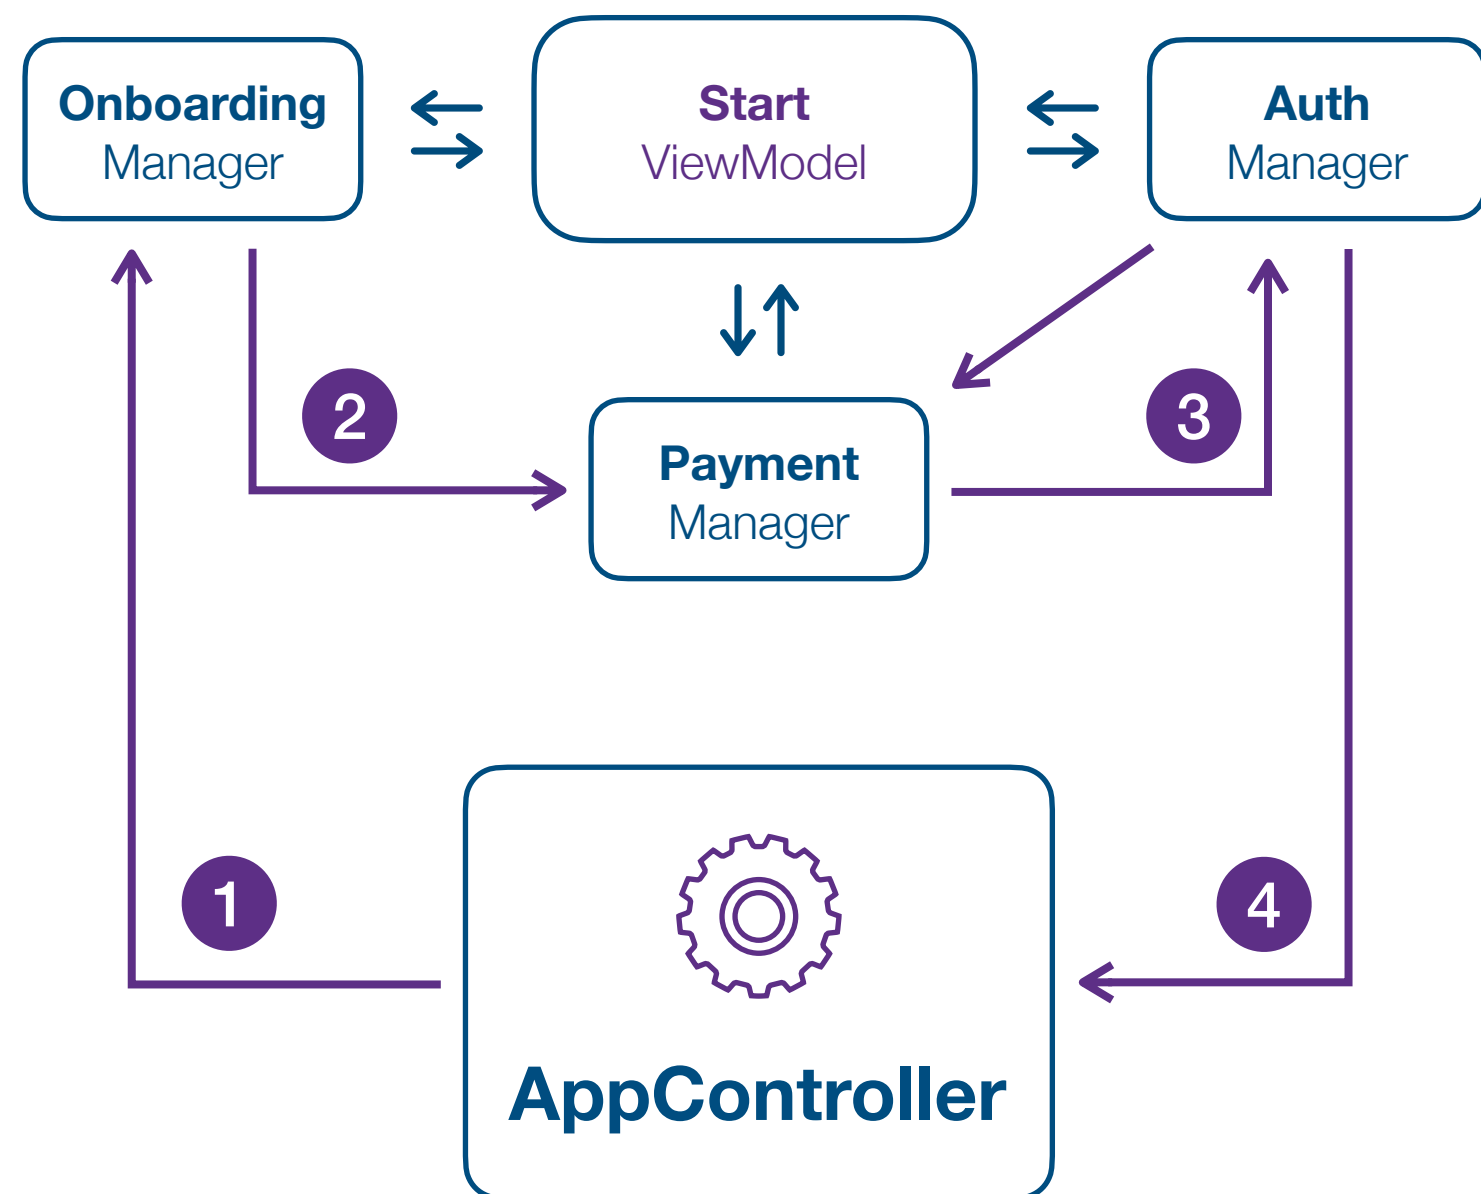 Onboarding
Manager
Start
ViewModel
Auth
Manager
2
3
Payment
Manager
1
4
AppController